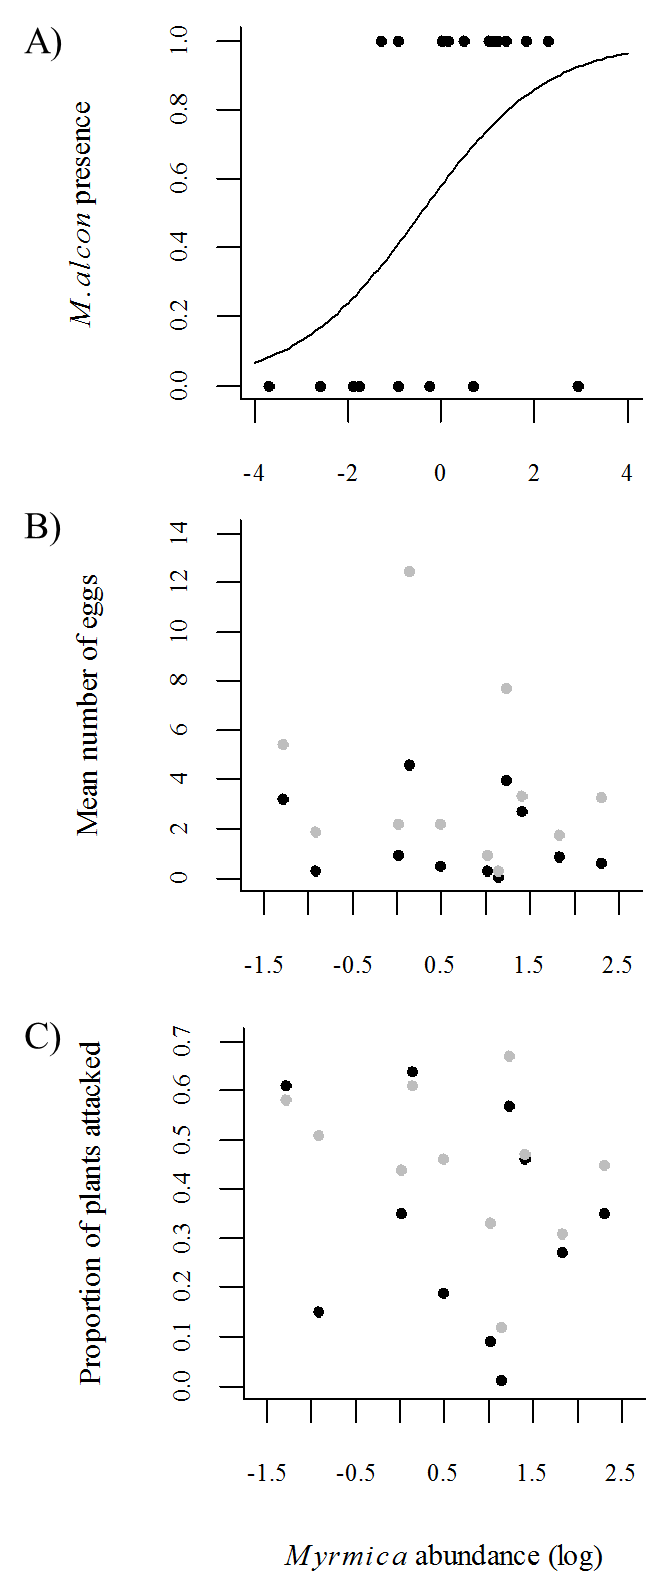 A)
M.alcon presence
1.0
0.8
0.6
0.4
0.2
0.0
-4 -2 0 2 4
B)
Mean number of eggs
14
12
10
8
6
4
2
0
-1.5 -0.5 0.5 1.5 2.5
C)
Proportion of plants attacked
0.7
0.6
0.5
0.4
0.3
0.2
0.1
0.0
-1.5 -0.5 0.5 1.5 2.5
Myrmica abundance (log)